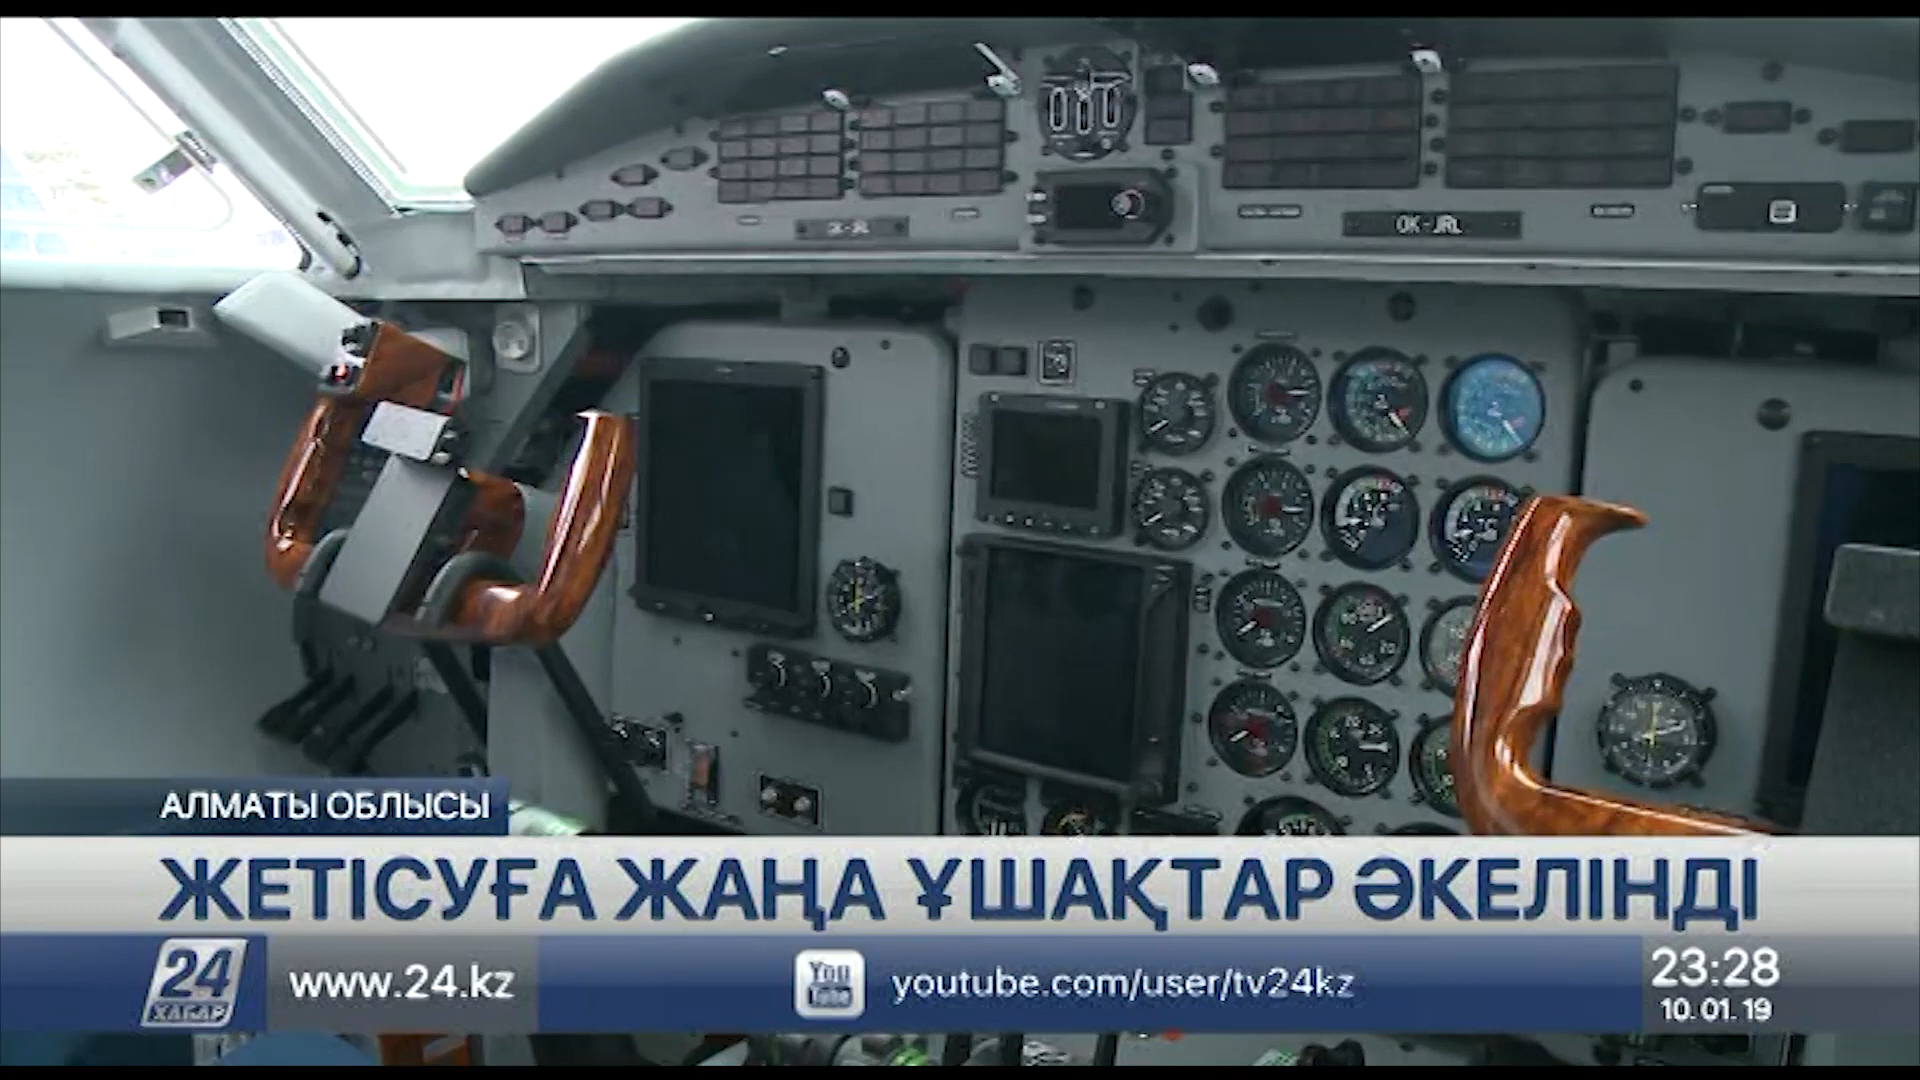 OK-JRL
АЛМАТЫ ОБЛЫСЫ
ЖЕТІСУҒА ЖАҢА ҰШАҚТАР ӘКЕЛІНДІ
24
ХАБАР
www.24.kz
You
Tube
youtube.com/user/tv24kz
23:28
10.01.19